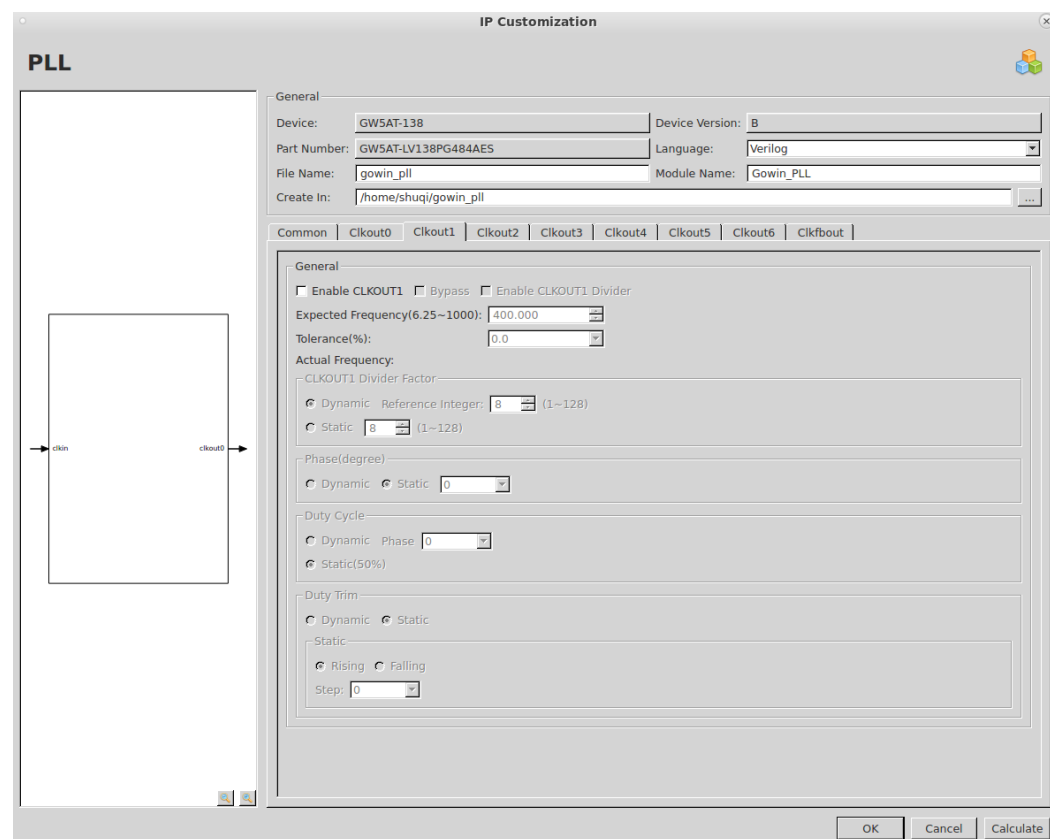 IP Customization
PLL
General
Device: GW5AT-138 Device Version: B
Part Number: GW5AT-LV138PG484AES Language: Verilog
File Name: gowin_pll Module Name: Gowin_PLL
Create In: /home/shuqi/gowin_pll ...
Common Clkout0 Clkout1 Clkout2 Clkout3 Clkout4 Clkout5 Clkout6 Clkfbout
General
Enable CLKOUT1 Bypass Enable CLKOUT1 Divider
Expected Frequency(6.25~1000): 400.000
Tolerance(%): 0.0
Actual Frequency:
CLKOUT1 Divider Factor
Dynamic Reference Integer: 8 (1~128)
Static 8 (1~128)
clkin clkout0
Phase(degree)
Dynamic Static 0
Duty Cycle
Dynamic Phase 0
Static(50%)
Duty Trim
Dynamic Static
Static
Rising Falling
Step: 0
OK Cancel Calculate